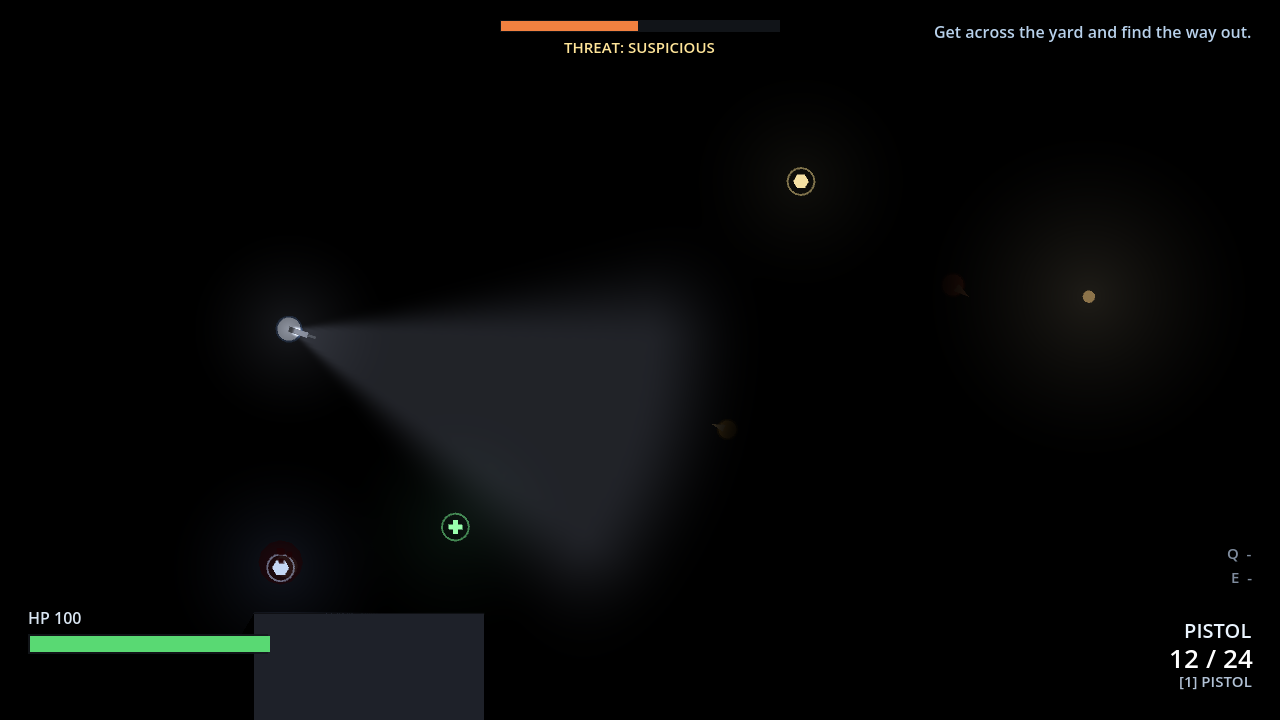 THREAT: SUSPICIOUS
Get across the yard and find the way out.
Q -
E -
HP 100
PISTOL
12 / 24
[1] PISTOL